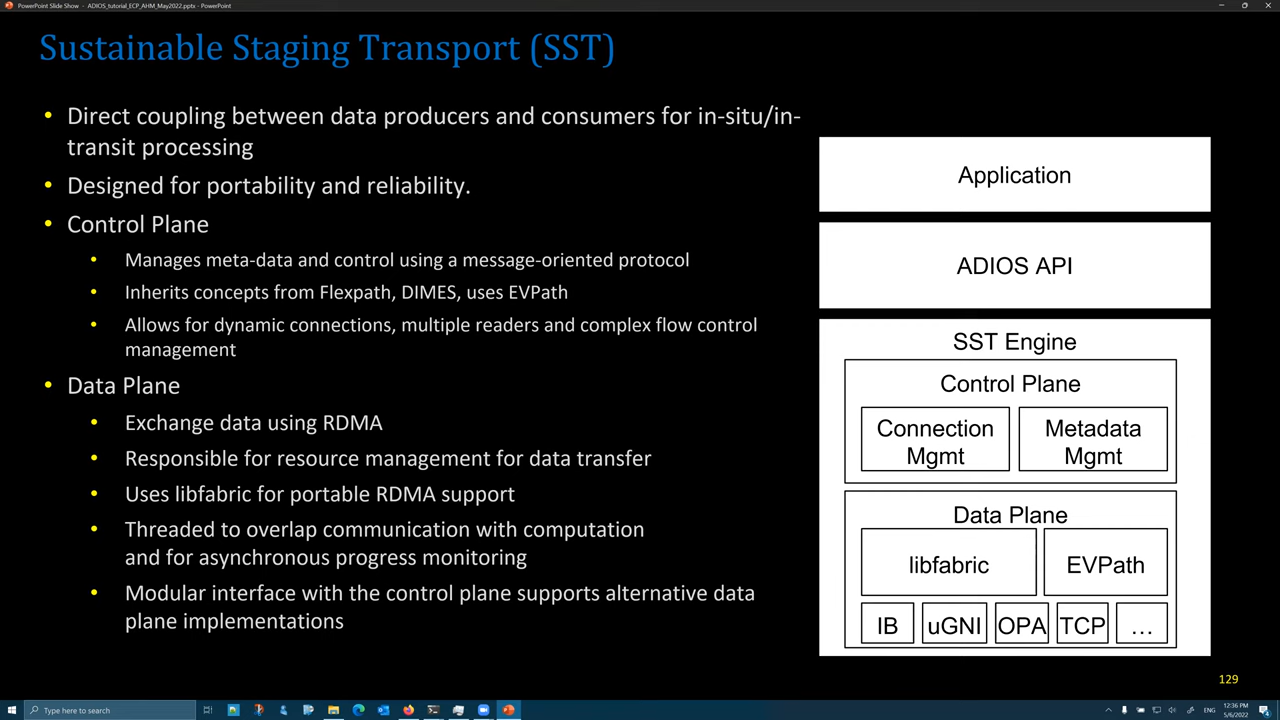 PowerPoint Slide Show - ADIOS_tutorial_ECP_AHM_May2022.pptx - PowerPoint
Sustainable Staging Transport (SST)
• Direct coupling between data producers and consumers for in-situ/in-
transit processing
• Designed for portability and reliability.
• Control Plane
• Manages meta-data and control using a message-oriented protocol
• Inherits concepts from Flexpath, DIMES, uses EVPath
• Allows for dynamic connections, multiple readers and complex flow control
management
• Data Plane
• Exchange data using RDMA
• Responsible for resource management for data transfer
• Uses libfabric for portable RDMA support
• Threaded to overlap communication with computation
and for asynchronous progress monitoring
• Modular interface with the control plane supports alternative data
plane implementations
Application
ADIOS API
SST Engine
Control Plane
Connection
Mgmt
Metadata
Mgmt
Data Plane
libfabric
EVPath
IB
uGNI
OPA
TCP
...
129
Type here to search
ENG
12:36 PM
5/6/2022